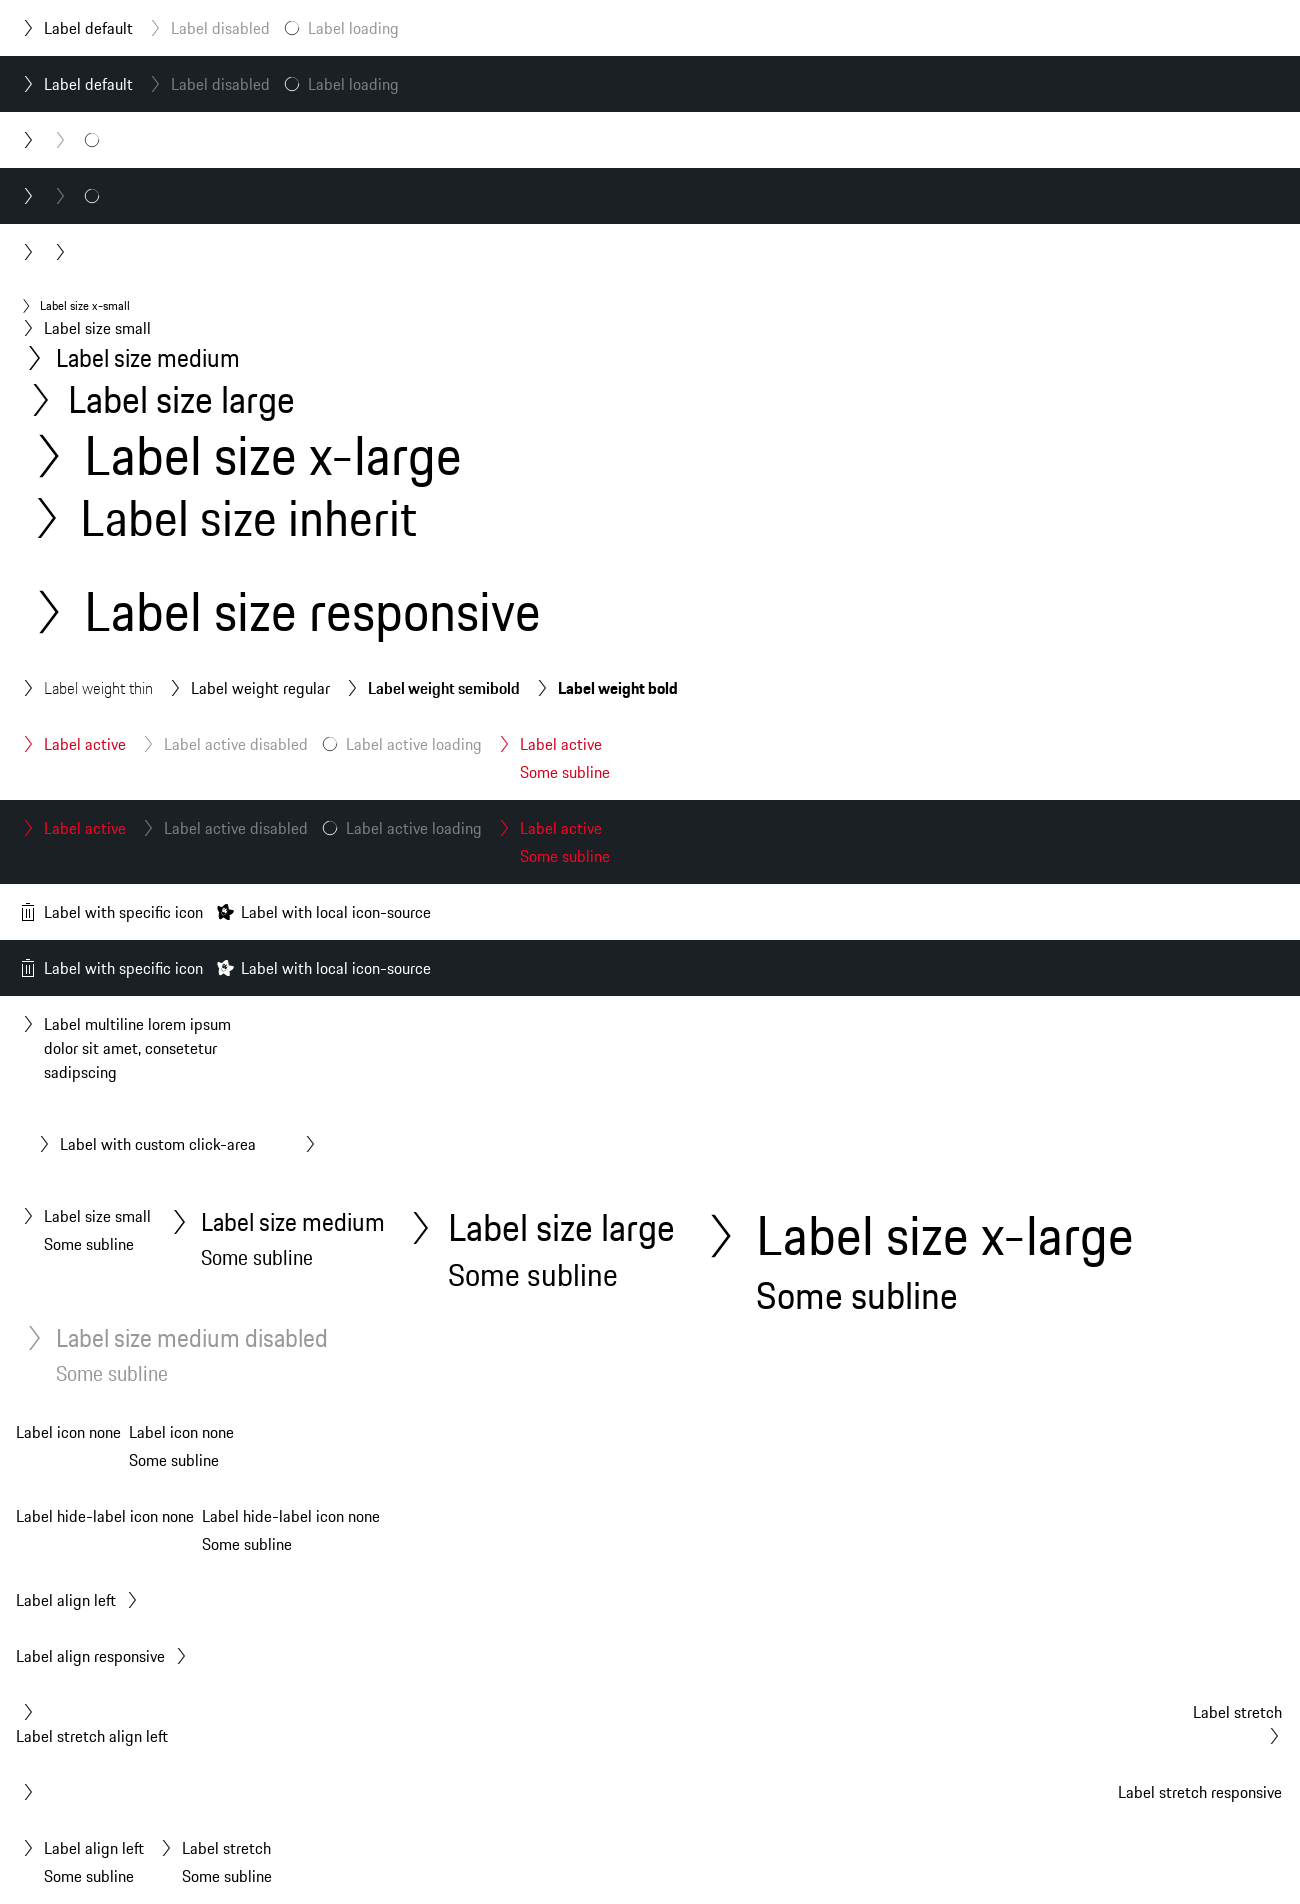 Label default Label disabled Label loading
Label default Label disabled Label loading
Label size x-small
Label size small
Label size medium
Label size large
Label size x-large
Label size inherit
Label size responsive
Label weight thin Label weight regular Label weight semibold Label weight bold
Label active Label active disabled Label active loading Label active
Some subline
Label active Label active disabled Label active loading Label active
Some subline
Label with specific icon Label with local icon-source
Label with specific icon Label with local icon-source
Label multiline lorem ipsum
dolor sit amet, consetetur
sadipscing
Label with custom click-area
Label size small Label size medium Label size large Label size x-large
Some subline Some subline Some subline Some subline
Label size medium disabled
Some subline
Label icon none Label icon none
Some subline
Label hide-label icon none Label hide-label icon none
Some subline
Label align left
Label align responsive
Label stretch
Label stretch align left
Label stretch responsive
Label align left Label stretch
Some subline Some subline